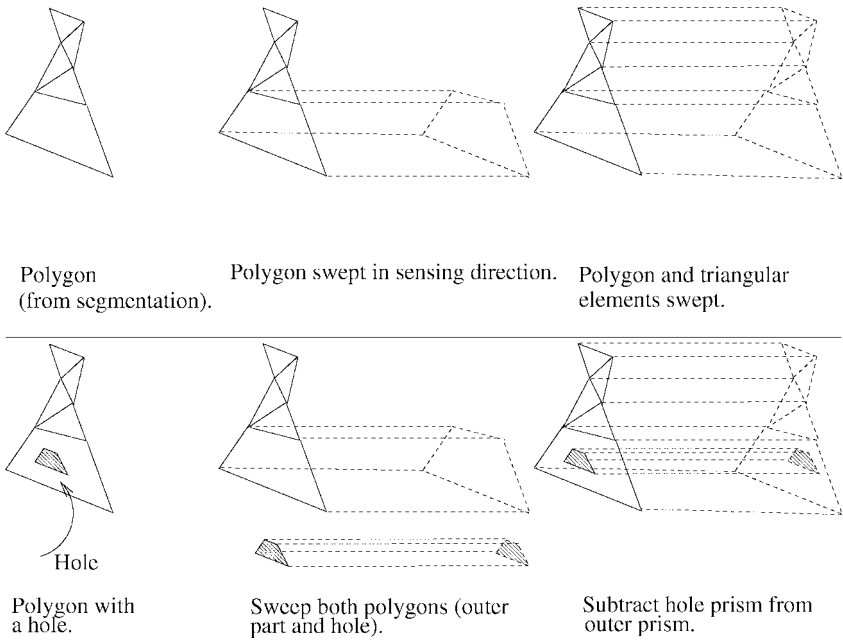 Polygon
(from segmentation).
Polygon swept in sensing direction.
Polygon and triangular
elements swept.
Hole
Polygon with
a hole.
Sweep both polygons (outer
part and hole).
Subtract hole prism from
outer prism.